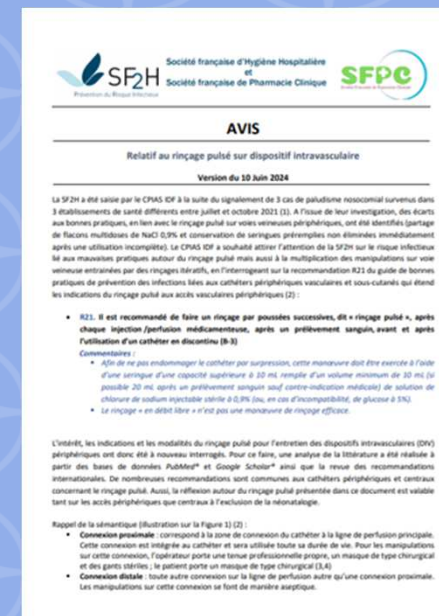 SF2H
Prévention du Risque Infectieux
Société française d'Hygiène Hospitalière
et
Société française de Pharmacie Clinique
SFPC
AVIS
Relatif au rinçage pulsé sur dispositif intravasculaire
Version du 10 Juin 2024
La SF2H a été saisie par le CPIAS IDF à la suite du signalement de 3 cas de paludisme nosocomial survenus dans
3 établissements de santé différents entre juillet et octobre 2021 (1). A l'issue de leur investigation, des écarts
aux bonnes pratiques, en lien avec le rinçage pulsé sur voie veineuses périphériques, ont été identifiés (partage
de flacons multidoses de NaCl 0,9% et conservation de seringues préremplies non éliminées immédiatement
après une utilisation incomplète). Le CPIAS IDF a souhaité attirer l'attention de la SF2H sur le risque infectieux
lié aux mauvaises pratiques autour du rinçage pulsé mais aussi à la multiplication des manipulations sur voie
veineuse entrainées par des rinçages itératifs, en l'interrogeant sur la recommandation R21 du guide de bonnes
pratiques de prévention des infections liées aux cathéters périphériques vasculaires et sous-cutanés qui étend
les indications du rinçage pulsé aux accès vasculaires périphériques (2) :
• R21. Il est recommandé de faire un rinçage par poussées successives, dit « rinçage pulsé », après
chaque injection /perfusion médicamenteuse, après un prélèvement sanguin, avant et après
l'utilisation d'un cathéter en discontinu (B-3)
Commentaires :
• Afin de ne pas endommager le cathéter par surpression, cette manœuvre doit être exercée à l'aide
d'une seringue d'une capacité supérieure à 10 mL remplie d'un volume minimum de 10 mL (si
possible 20 mL après un prélèvement sanguin sauf contre-indication médicale) de solution de
chlorure de sodium injectable stérile à 0,9% (ou, en cas d'incompatibilité, de glucose à 5%).
• Le rinçage « en débit libre » n'est pas une manœuvre de rinçage efficace.
L'intérêt, les indications et les modalités du rinçage pulsé pour l'entretien des dispositifs intravasculaires (DIV)
périphériques ont donc été à nouveau interrogés. Pour ce faire, une analyse de la littérature a été réalisée à
partir des bases de données PubMed® et Google Scholar® ainsi que la revue des recommandations
internationales. De nombreuses recommandations sont communes aux cathéters périphériques et centraux
concernant le rinçage pulsé. Aussi, la réflexion autour du rinçage pulsé présentée dans ce document est valable
tant sur les accès périphériques que centraux à l'exclusion de la néonatalogie.
Rappel de la sémantique (illustration sur la Figure 1) (2) :
• Connexion proximale : correspond à la zone de connexion du cathéter à la ligne de perfusion principale.
Cette connexion est intégrée au cathéter et sera utilisée toute sa durée de vie. Pour les manipulations
sur cette connexion, l'opérateur porte une tenue professionnelle propre, un masque de type chirurgical
et des gants stériles ; le patient porte un masque de type chirurgical (3,4)
• Connexion distale : toute autre connexion sur la ligne de perfusion autre qu'une connexion proximale.
Les manipulations sur cette connexion se font de manière aseptique.